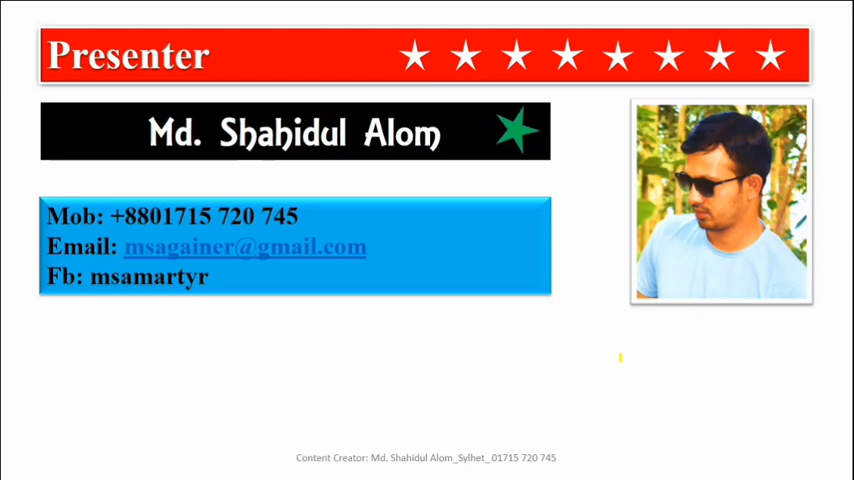 Presenter
Md. Shahidul Alom
Mob: +8801715 720 745
Email: msagainer@gmail.com
Fb: msamartyr
Content Creator: Md. Shahidul Alom_Sylhet_ 01715 720 745